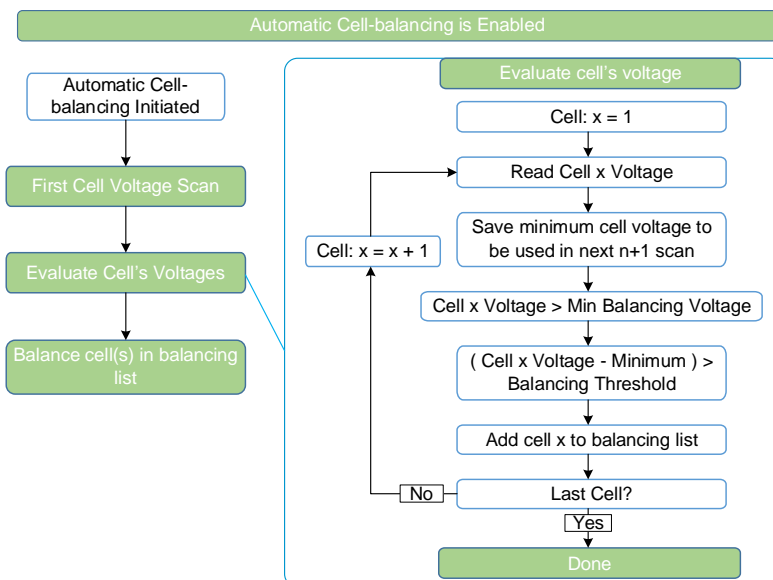 Automatic Cell-balancing is Enabled
Automatic Cell-
balancing Initiated
First Cell Voltage Scan
Evaluate Cell's Voltages
Balance cell(s) in balancing
list
Evaluate cell's voltage
Cell: x = 1
Read Cell x Voltage
Save minimum cell voltage to
be used in next n+1 scan
Cell: x = x + 1
Cell x Voltage > Min Balancing Voltage
( Cell x Voltage - Minimum ) >
Balancing Threshold
Add cell x to balancing list
Last Cell?
No
Yes
Done